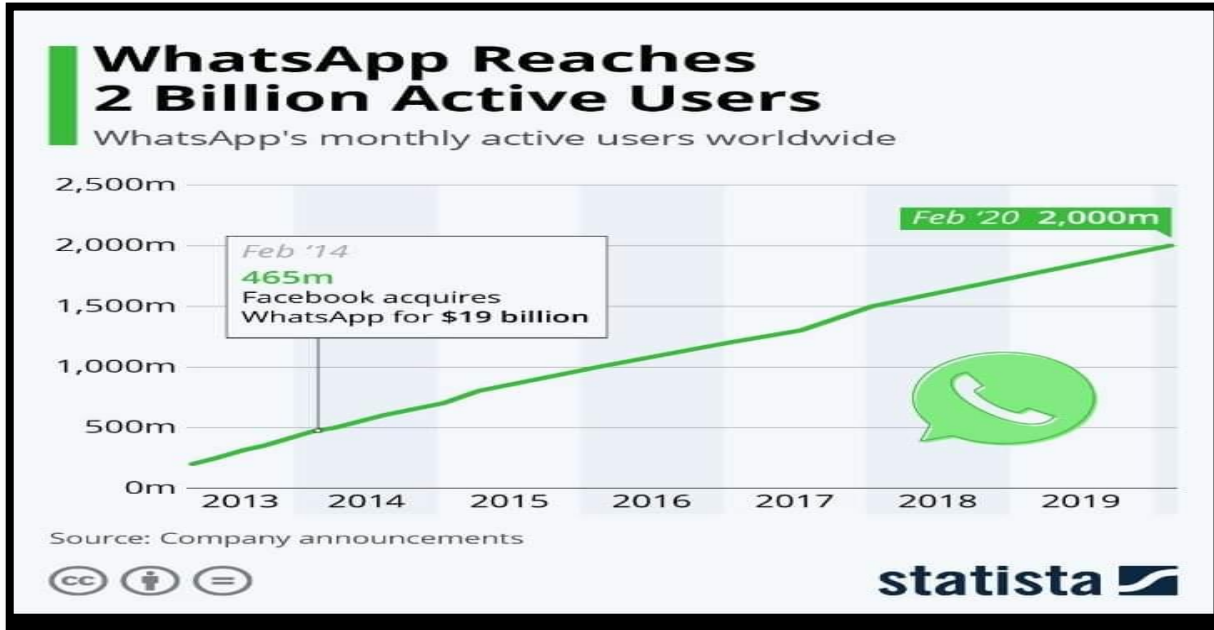 WhatsApp Reaches
2 Billion Active Users
WhatsApp's monthly active users worldwide
2,500m
2,000m
1,500m
1,000m
500m
0m
Feb '14
465m
Facebook acquires
WhatsApp for $19 billion
Feb '20 2,000m
2013 2014 2015 2016 2017 2018 2019
Source: Company announcements
cc
statista